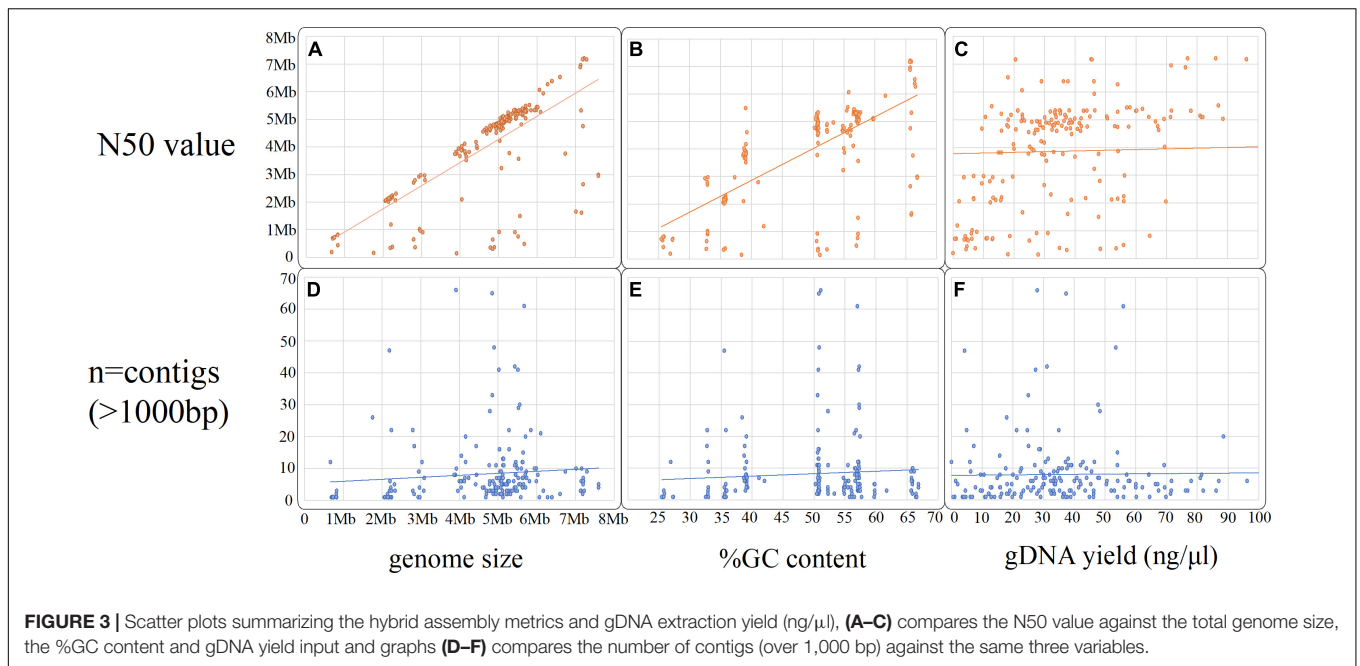 A
B
C
8Mb
7Mb
6Mb
5Mb
4Mb
3Mb
2Mb
1Mb
0
N50 value
D
E
F
70
60
50
40
30
20
10
0
n=contigs
(>1000bp)
0 1Mb 2Mb 3Mb 4Mb 5Mb 6Mb 7Mb 8Mb
25 30 35 40 45 50 55 60 65 70
0 10 20 30 40 50 60 70 80 90 100
genome size
%GC content
gDNA yield (ng/μl)
FIGURE 3 | Scatter plots summarizing the hybrid assembly metrics and gDNA extraction yield (ng/μl), (A–C) compares the N50 value against the total genome size,
the %GC content and gDNA yield input and graphs (D–F) compares the number of contigs (over 1,000 bp) against the same three variables.